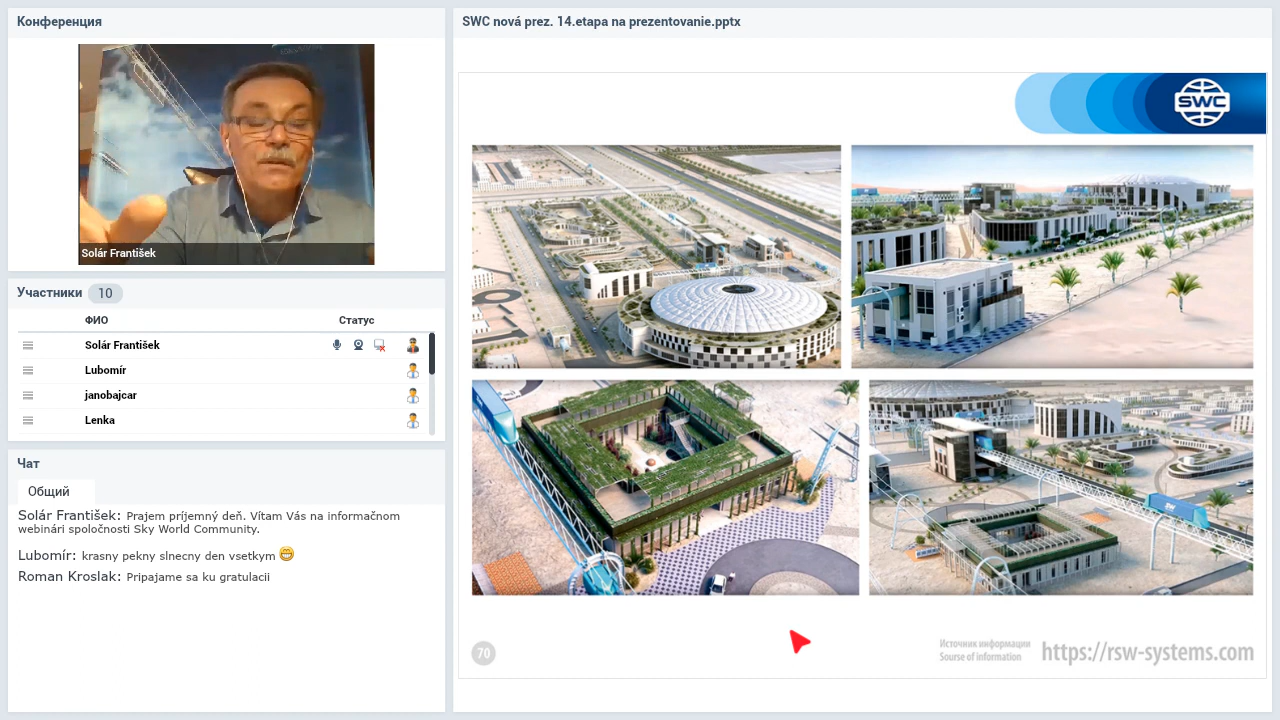 Конференция
Solár František
Участники 10
ФИО Статус
Solár František
Lubomír
janobajcar
Lenka
Чат
Общий
Solár František: Prajem príjemný deň. Vítam Vás na informačnom
webinári spoločnosti Sky World Community.
Lubomír: krasny pekny slnecny den vsetkym
Roman Kroslak: Pripajame sa ku gratulacii
SWC nová prez. 14.etapa na prezentovanie.pptx
SWC
70
Источник информации
Sourse of information
https://rsw-systems.com